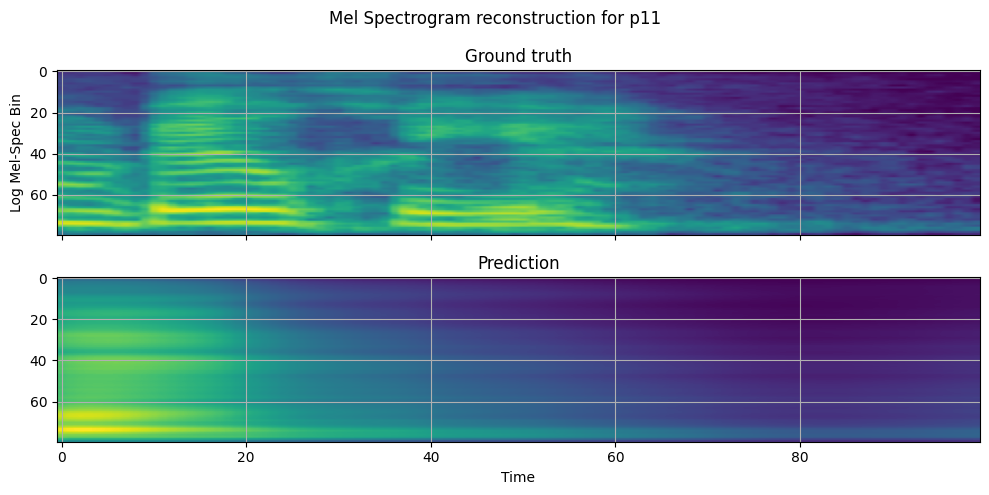 Mel Spectrogram reconstruction for p11
Ground truth
0
20
40
60
Log Mel-Spec Bin
Prediction
0
20
40
60
0 20 40 60 80
Time